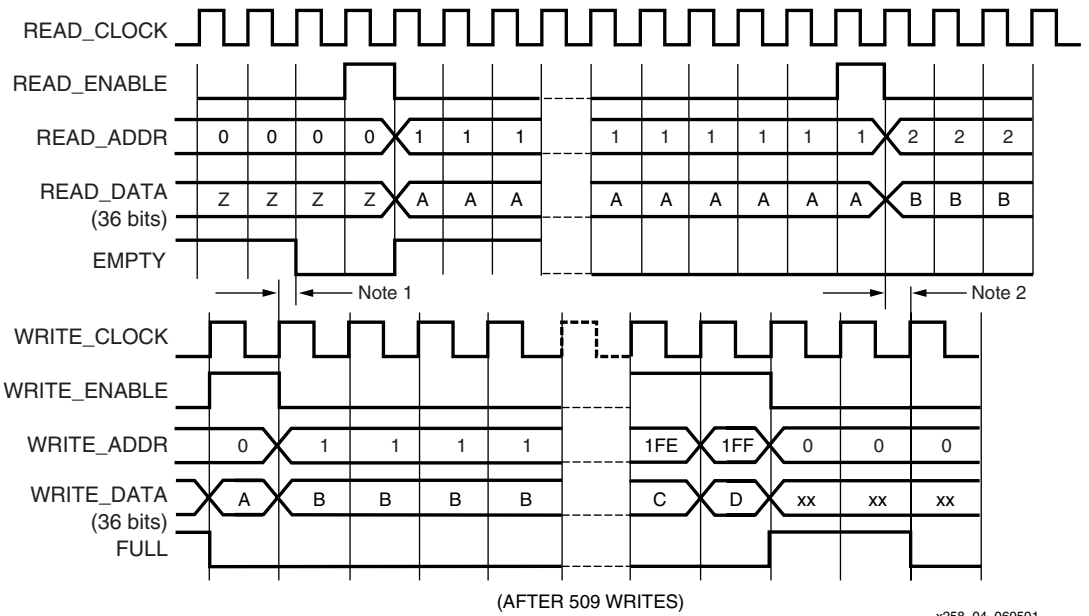 READ_CLOCK
READ_ENABLE
READ_ADDR 0 0 0 0 1 1 1 1 1 1 1 1 1 2 2 2
READ_DATA Z Z Z Z A A A A A A A A A B B B
(36 bits)
EMPTY
Note 1 Note 2
WRITE_CLOCK
WRITE_ENABLE
WRITE_ADDR 0 1 1 1 1 1FE 1FF 0 0 0
WRITE_DATA A B B B B C D xx xx xx
(36 bits)
FULL
(AFTER 509 WRITES)
x258_04_060501